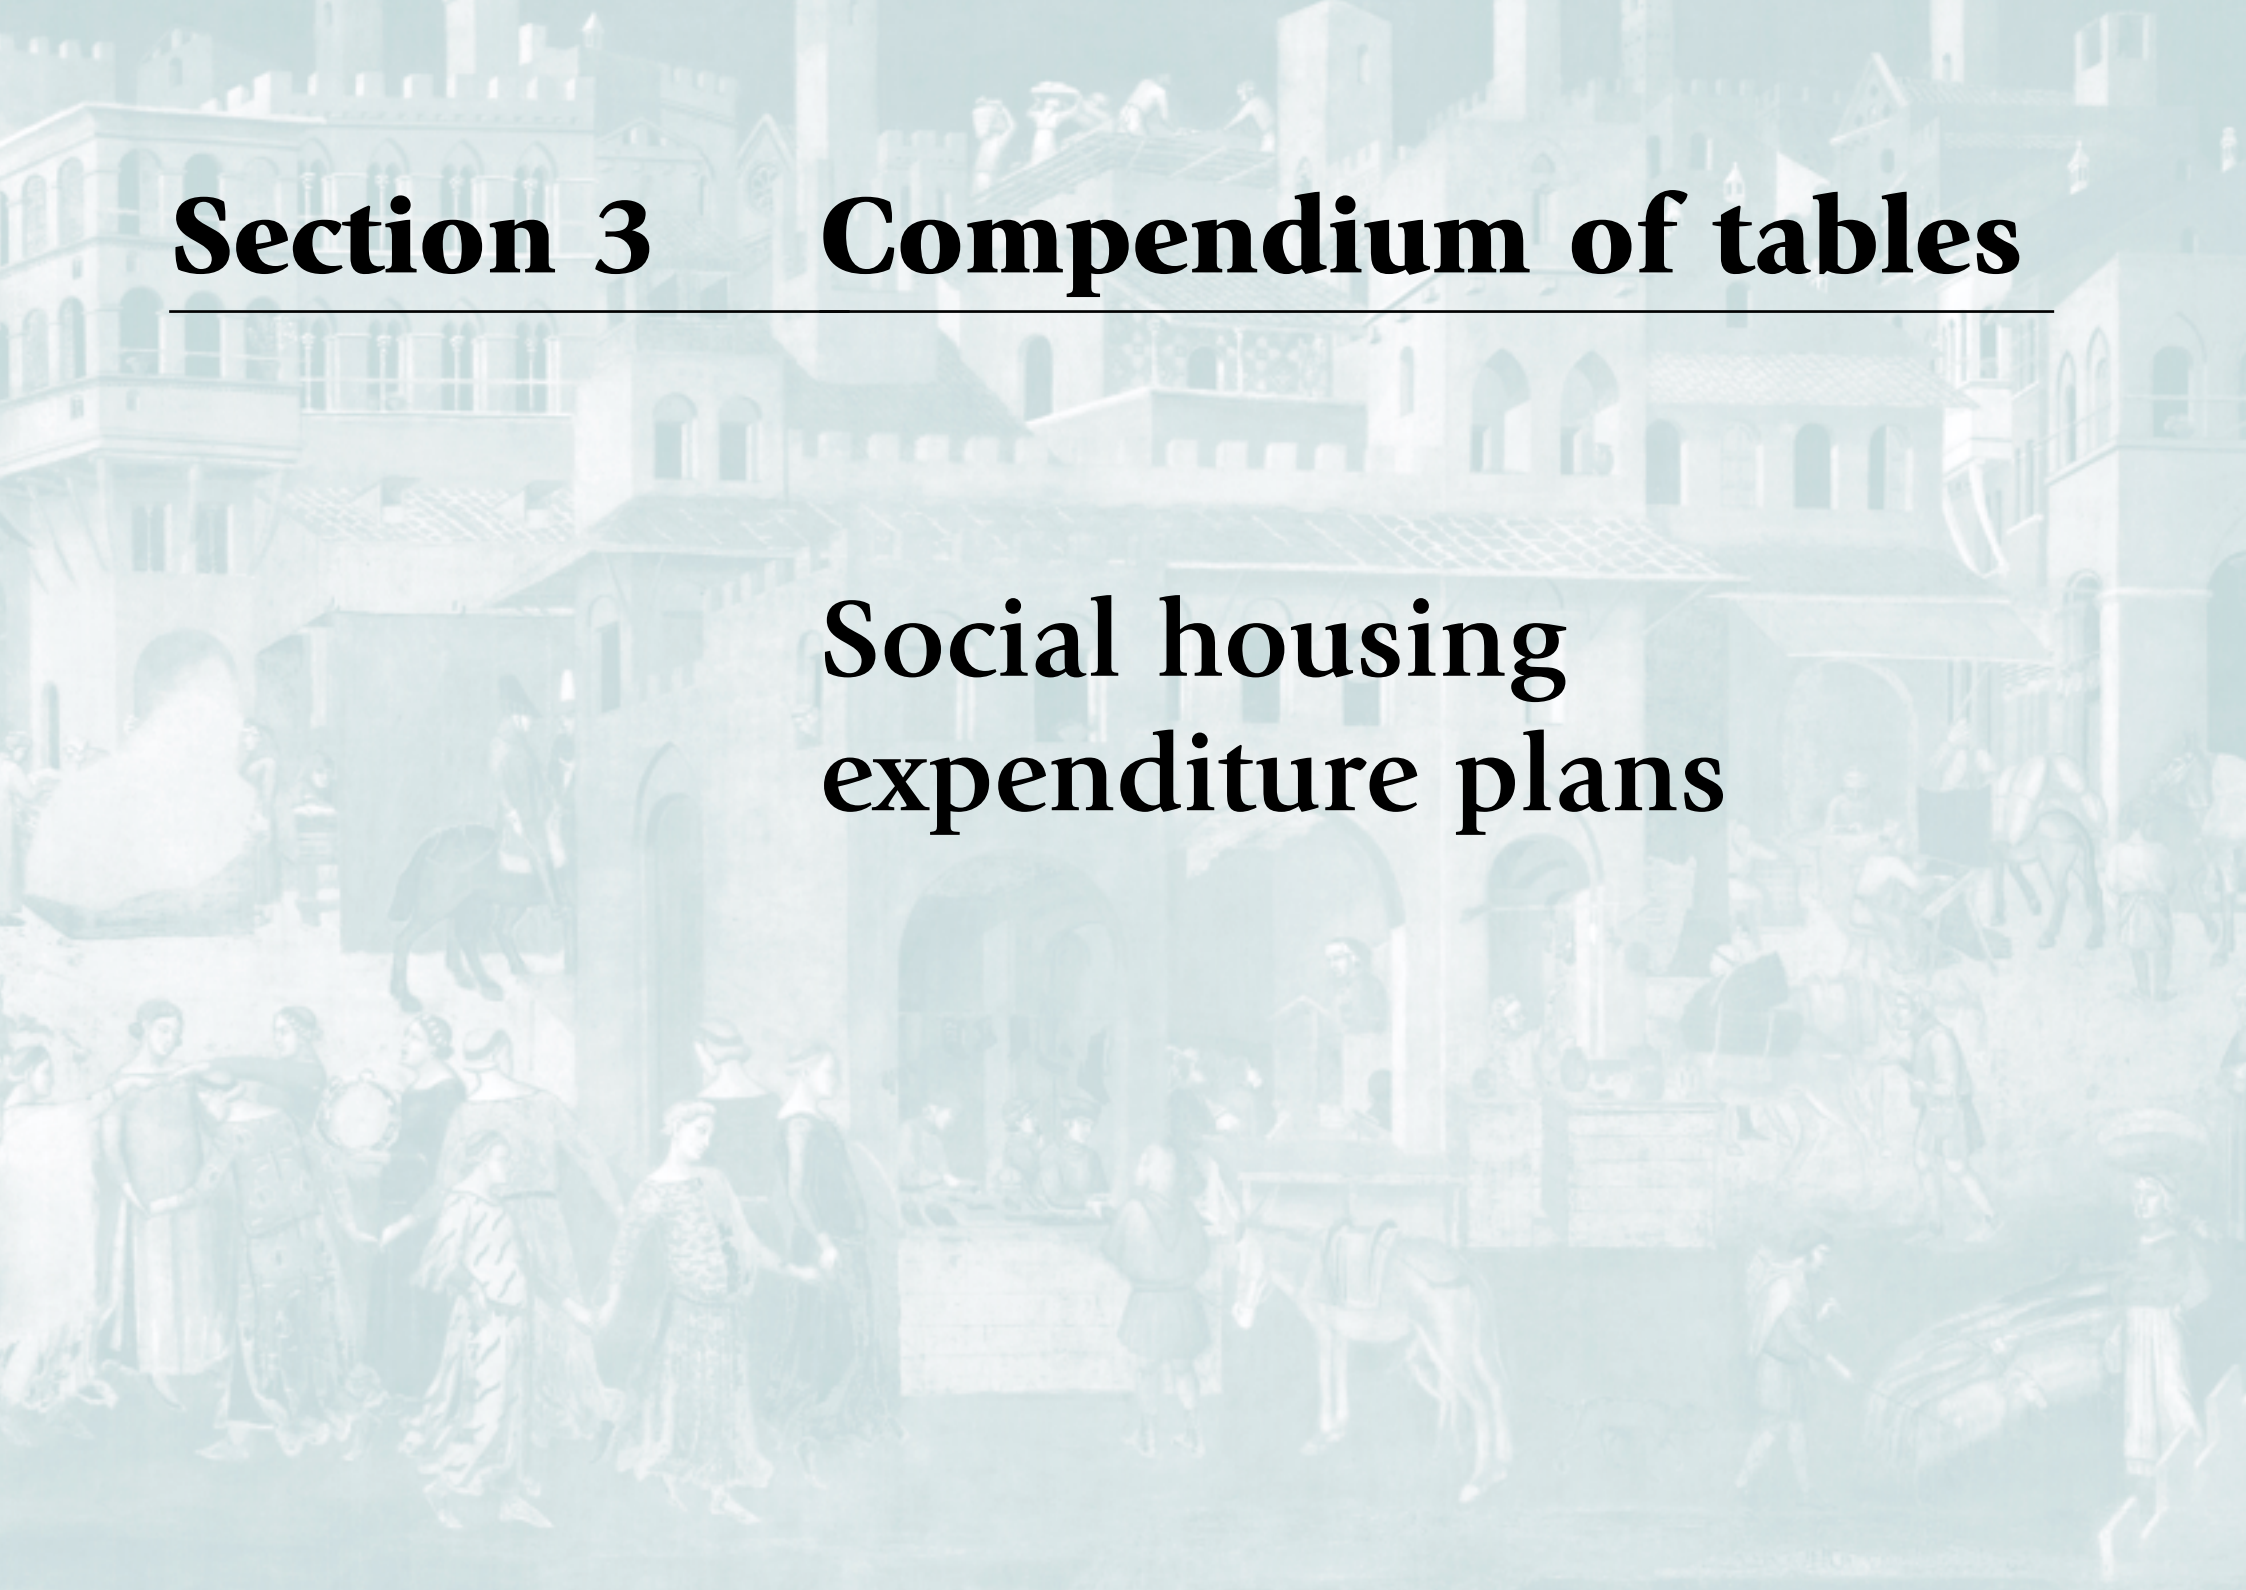 Section 3 Compendium of tables
Social housing
expenditure plans